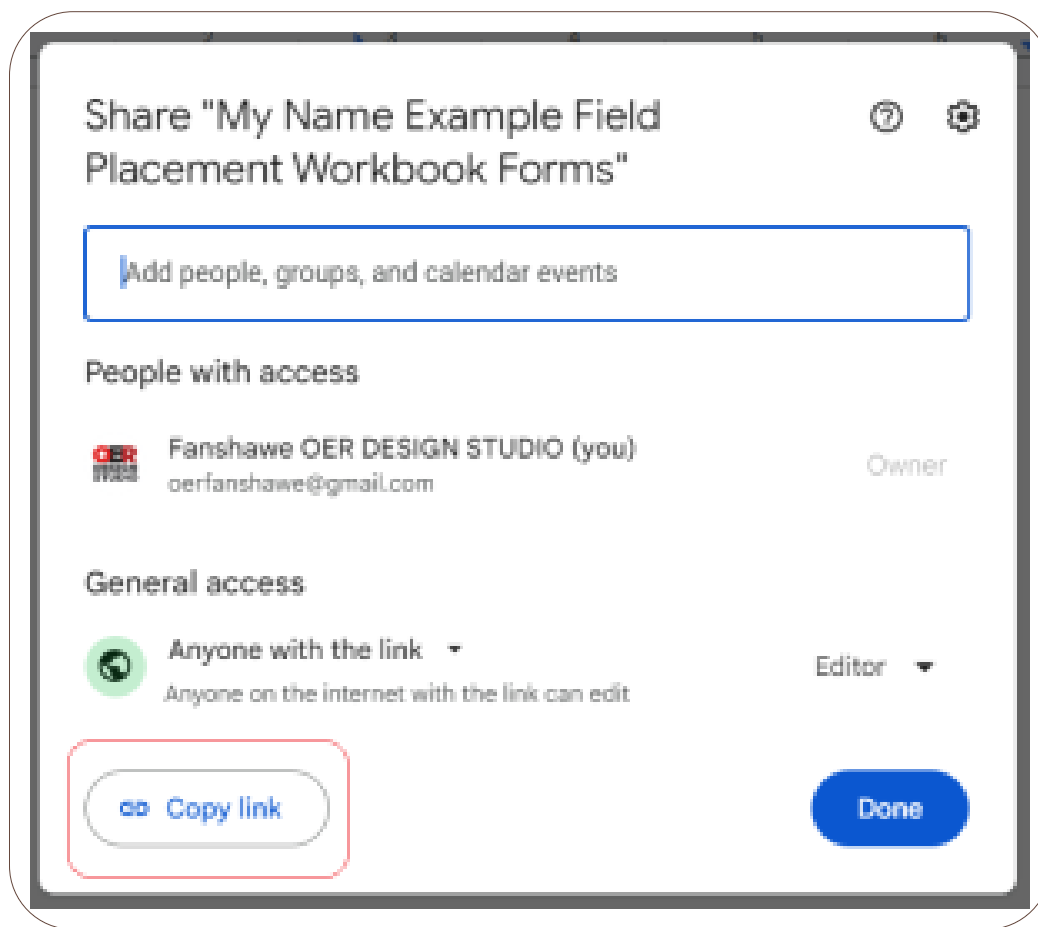 Share "My Name Example Field
Placement Workbook Forms"
Add people, groups, and calendar events
People with access
OER
Fanshawe OER DESIGN STUDIO (you)
oerfanshawe@gmail.com
Owner
General access
Anyone with the link
Anyone on the internet with the link can edit
Editor
Copy link
Done